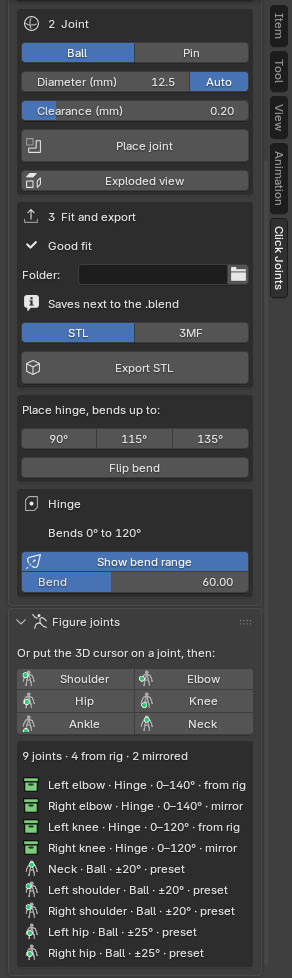 2 Joint
Ball
Pin
Diameter (mm) 12.5 Auto
Clearance (mm) 0.20
Place joint
Exploded view
3 Fit and export
Good fit
Folder:
Saves next to the .blend
STL
3MF
Export STL
Place hinge, bends up to:
90°
115°
135°
Flip bend
Hinge
Bends 0° to 120°
Show bend range
Bend 60.00
Figure joints
Or put the 3D cursor on a joint, then:
Shoulder
Elbow
Hip
Knee
Ankle
Neck
9 joints · 4 from rig · 2 mirrored
Left elbow · Hinge · 0–140° · from rig
Right elbow · Hinge · 0–140° · mirror
Left knee · Hinge · 0–120° · from rig
Right knee · Hinge · 0–120° · mirror
Neck · Ball · ±20° · preset
Left shoulder · Ball · ±20° · preset
Right shoulder · Ball · ±20° · preset
Left hip · Ball · ±25° · preset
Right hip · Ball · ±25° · preset
Item
Tool
View
Animation
Click Joints